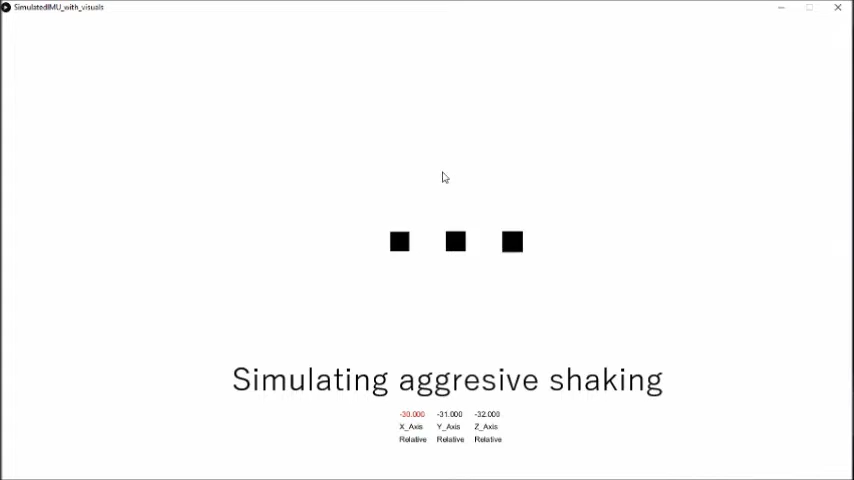 SimulatedIMU_with_visuals
Simulating aggresive shaking
-30.000 -31.000 -32.000
X_Axis Y_Axis Z_Axis
Relative Relative Relative